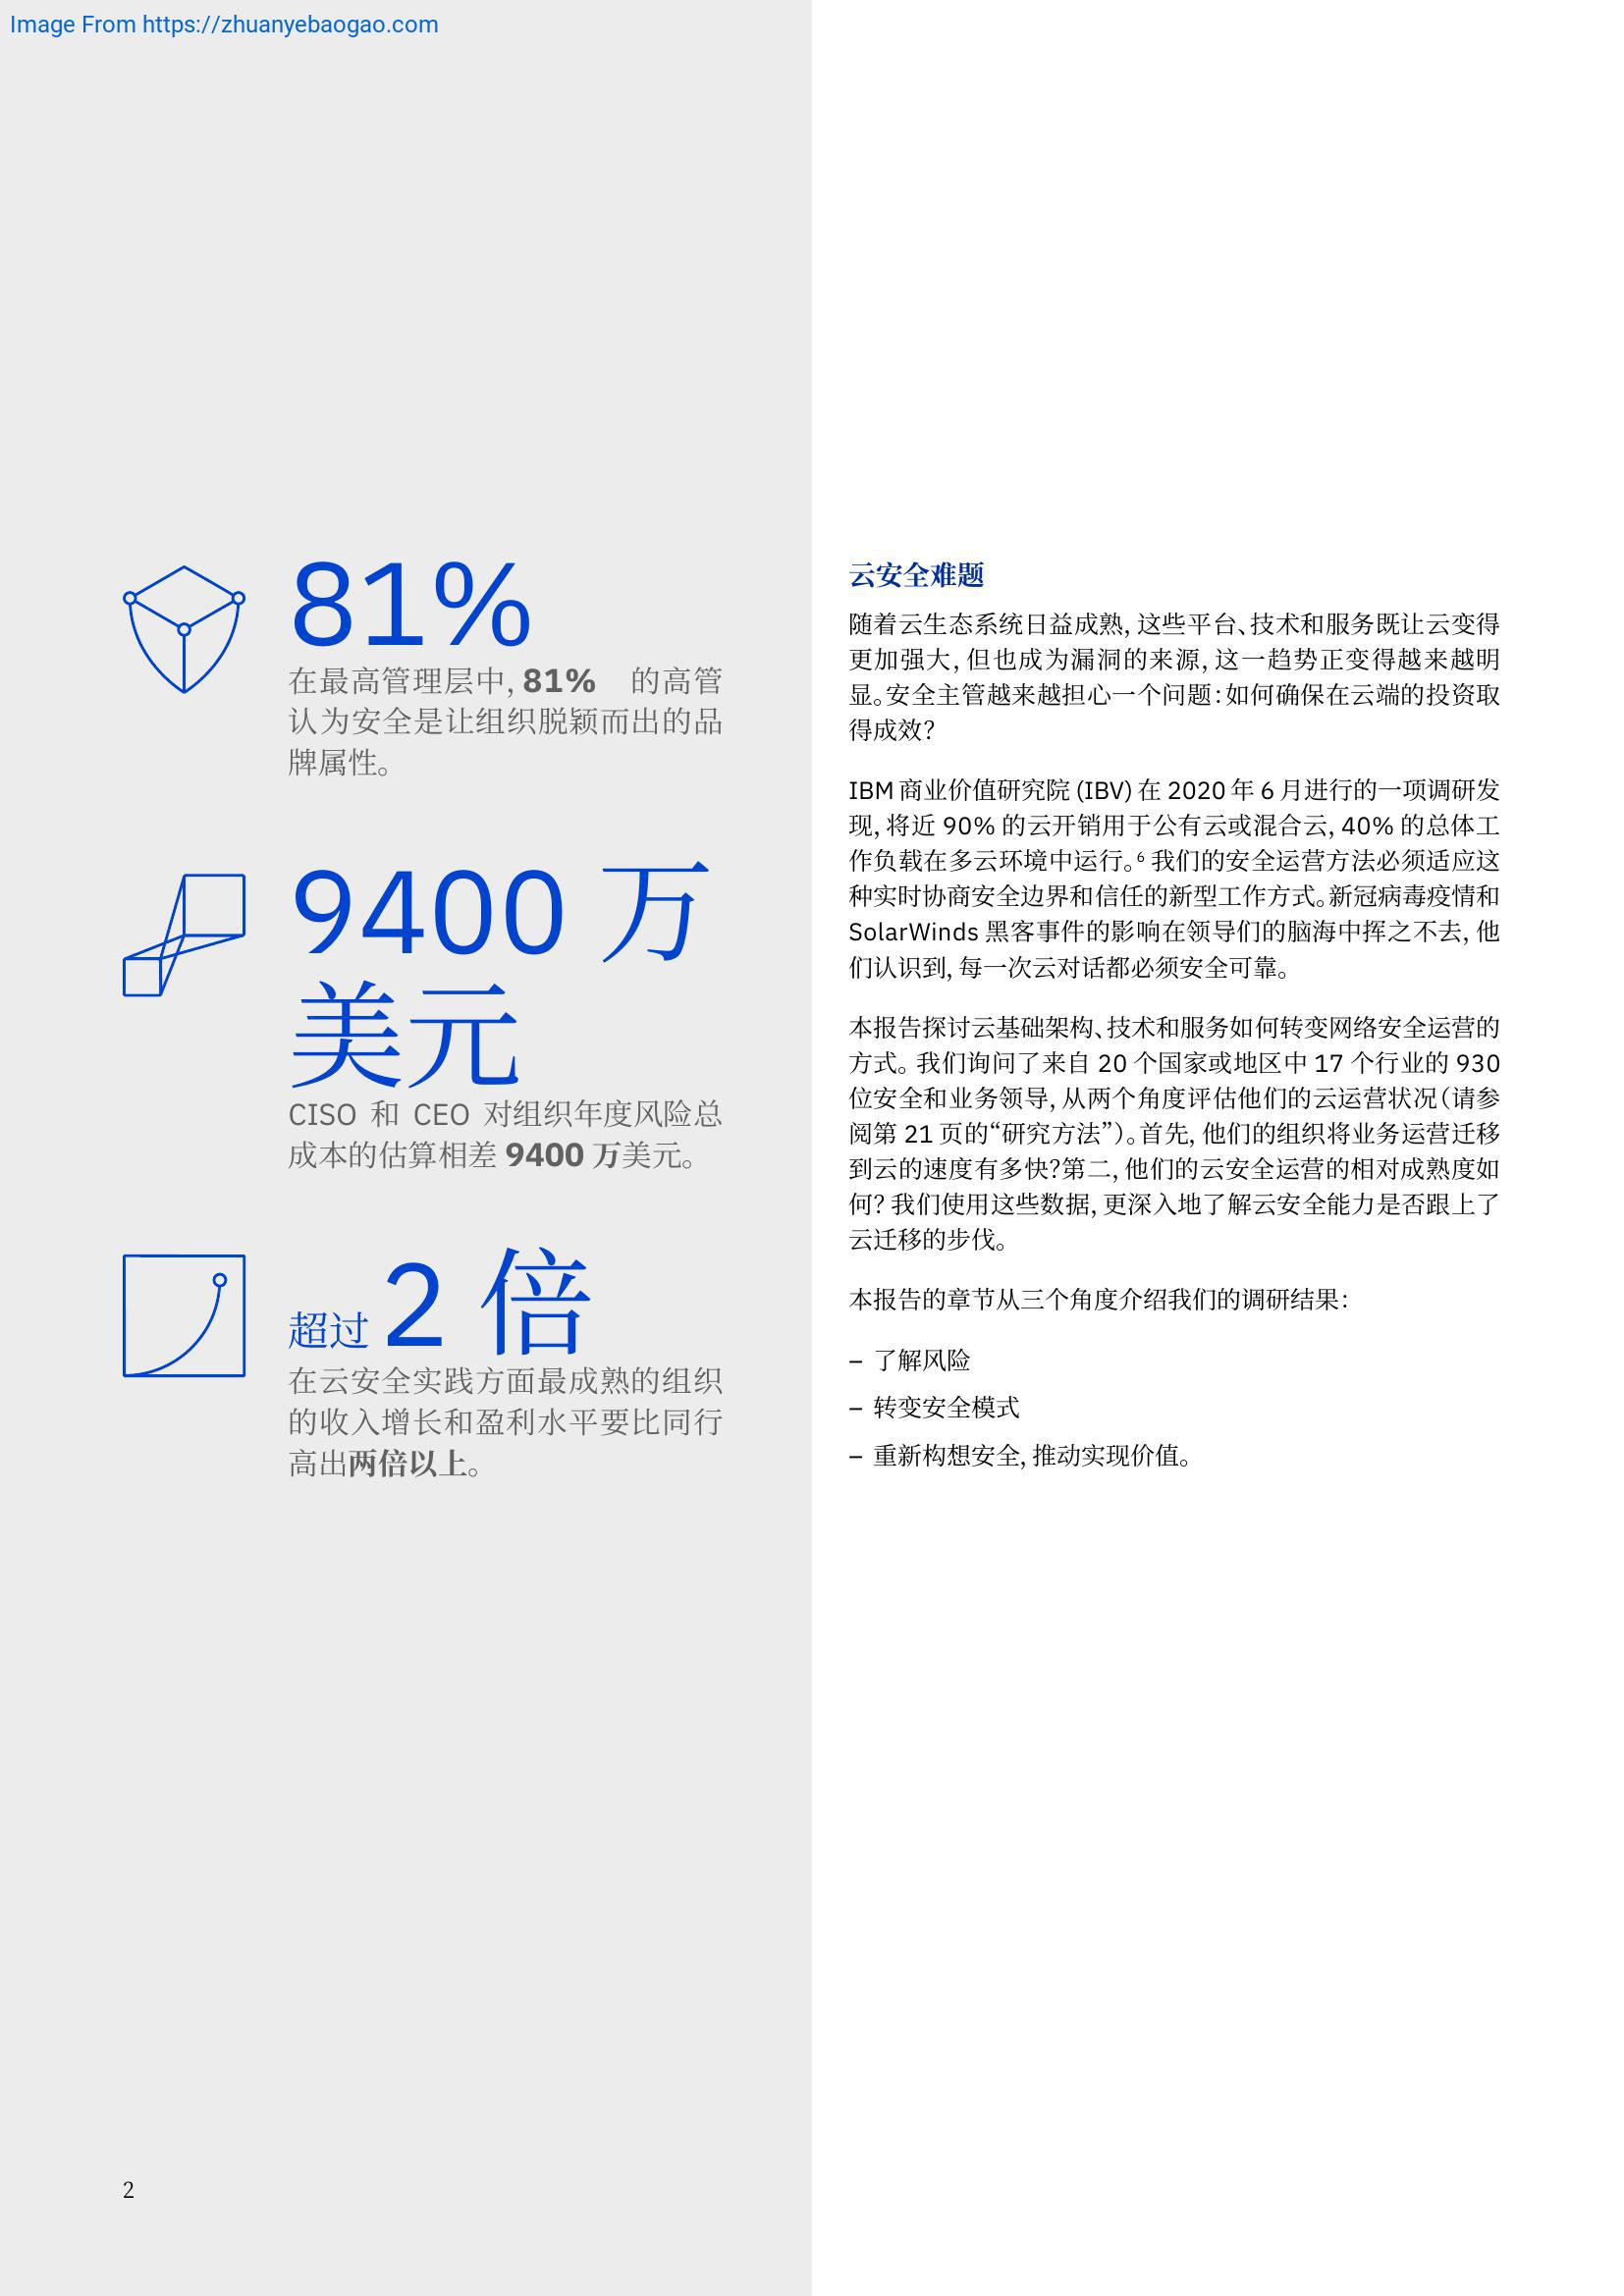 Image From https://zhuanyebaogao.com
81%
在最高管理层中, 81% 的高管
认为安全是让组织脱颖而出的品
牌属性。
9400 万
美元
CISO 和 CEO 对组织年度风险总
成本的估算相差 9400 万美元。
超过 2 倍
在云安全实践方面最成熟的组织
的收入增长和盈利水平要比同行
高出两倍以上。
云安全难题
随着云生态系统日益成熟, 这些平台、技术和服务既让云变得
更加强大, 但也成为漏洞的来源, 这一趋势正变得越来越明
显。安全主管越来越担心一个问题: 如何确保在云端的投资取
得成效?
IBM 商业价值研究院 (IBV) 在 2020 年 6 月进行的一项调研发
现, 将近 90% 的云开销用于公有云或混合云, 40% 的总体工
作负载在多云环境中运行。⁶ 我们的安全运营方法必须适应这
种实时协商安全边界和信任的新型工作方式。新冠病毒疫情和
SolarWinds 黑客事件的影响在领导们的脑海中挥之不去, 他
们认识到, 每一次云对话都必须安全可靠。
本报告探讨云基础架构、技术和服务如何转变网络安全运营的
方式。我们询问了来自 20 个国家或地区中 17 个行业的 930
位安全和业务领导, 从两个角度评估他们的云运营状况（请参
阅第 21 页的“研究方法”）。首先, 他们的组织将业务运营迁移
到云的速度有多快?第二, 他们的云安全运营的相对成熟度如
何? 我们使用这些数据, 更深入地了解云安全能力是否跟上了
云迁移的步伐。
本报告的章节从三个角度介绍我们的调研结果:
– 了解风险
– 转变安全模式
– 重新构想安全, 推动实现价值。
2